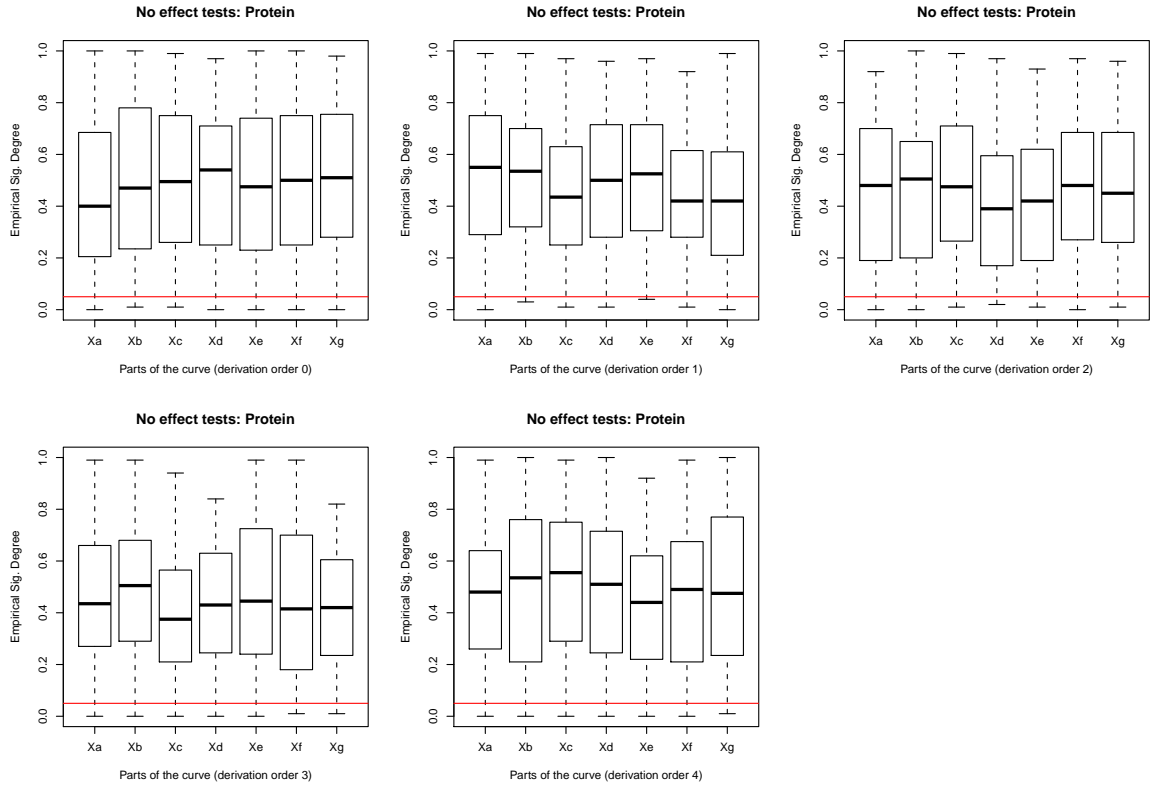 No effect tests: Protein
Empirical Sig. Degree
0.0 0.2 0.4 0.6 0.8 1.0
Xa Xb Xc Xd Xe Xf Xg
Parts of the curve (derivation order 0)
No effect tests: Protein
Empirical Sig. Degree
0.0 0.2 0.4 0.6 0.8 1.0
Xa Xb Xc Xd Xe Xf Xg
Parts of the curve (derivation order 1)
No effect tests: Protein
Empirical Sig. Degree
0.0 0.2 0.4 0.6 0.8 1.0
Xa Xb Xc Xd Xe Xf Xg
Parts of the curve (derivation order 2)
No effect tests: Protein
Empirical Sig. Degree
0.0 0.2 0.4 0.6 0.8 1.0
Xa Xb Xc Xd Xe Xf Xg
Parts of the curve (derivation order 3)
No effect tests: Protein
Empirical Sig. Degree
0.0 0.2 0.4 0.6 0.8 1.0
Xa Xb Xc Xd Xe Xf Xg
Parts of the curve (derivation order 4)